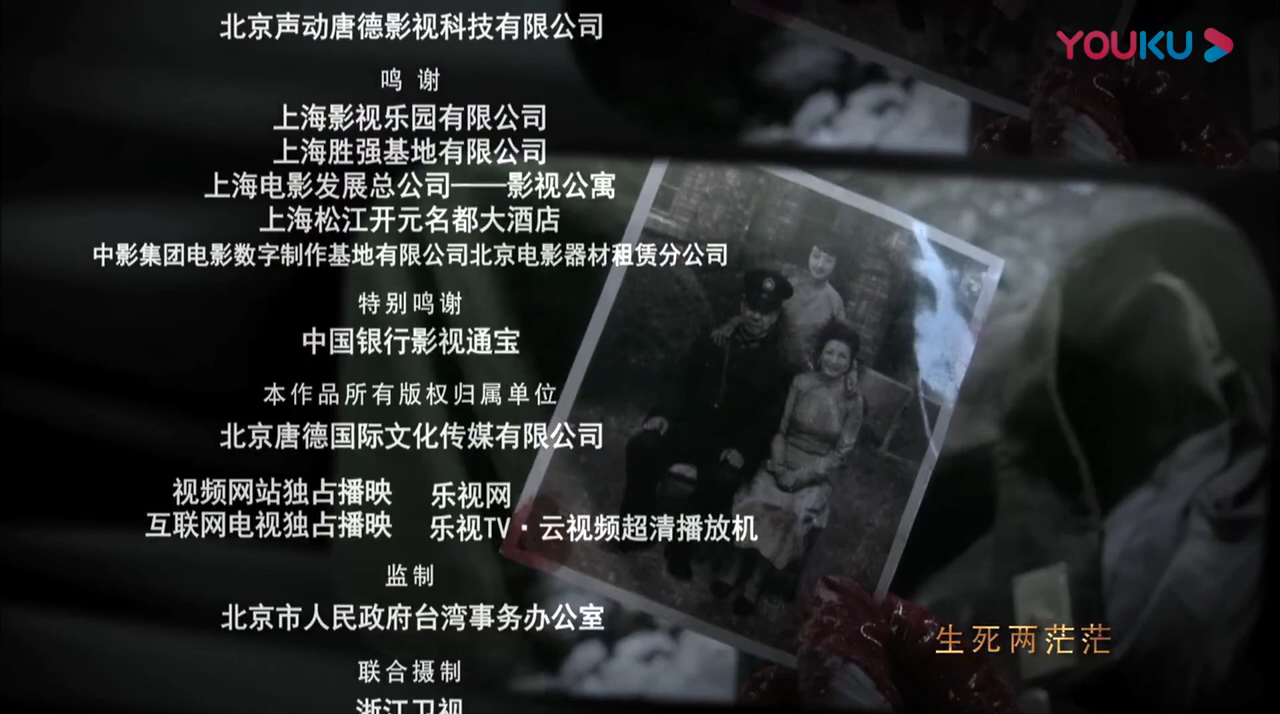 北京声动唐德影视科技有限公司
YOUKU
鸣 谢
上海影视乐园有限公司
上海胜强基地有限公司
上海电影发展总公司——影视公寓
上海松江开元名都大酒店
中影集团电影数字制作基地有限公司北京电影器材租赁分公司
特别鸣谢
中国银行影视通宝
本作品所有版权归属单位
北京唐德国际文化传媒有限公司
视频网站独占播映 乐视网
互联网电视独占播映 乐视TV·云视频超清播放机
监制
北京市人民政府台湾事务办公室
生死两茫茫
联合摄制
浙江卫视